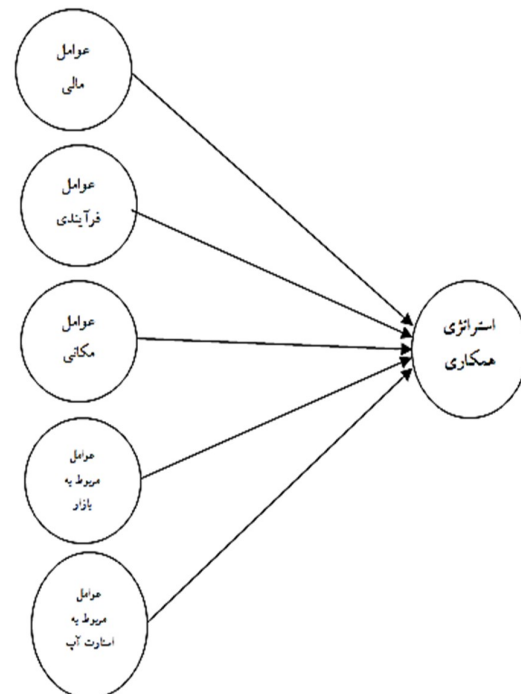 عوامل
مالی
عوامل
فرآیندی
عوامل
مکانی
استراتژی
همکاری
عوامل
مربوط به
بازار
عوامل
مربوط به
استارت آپ